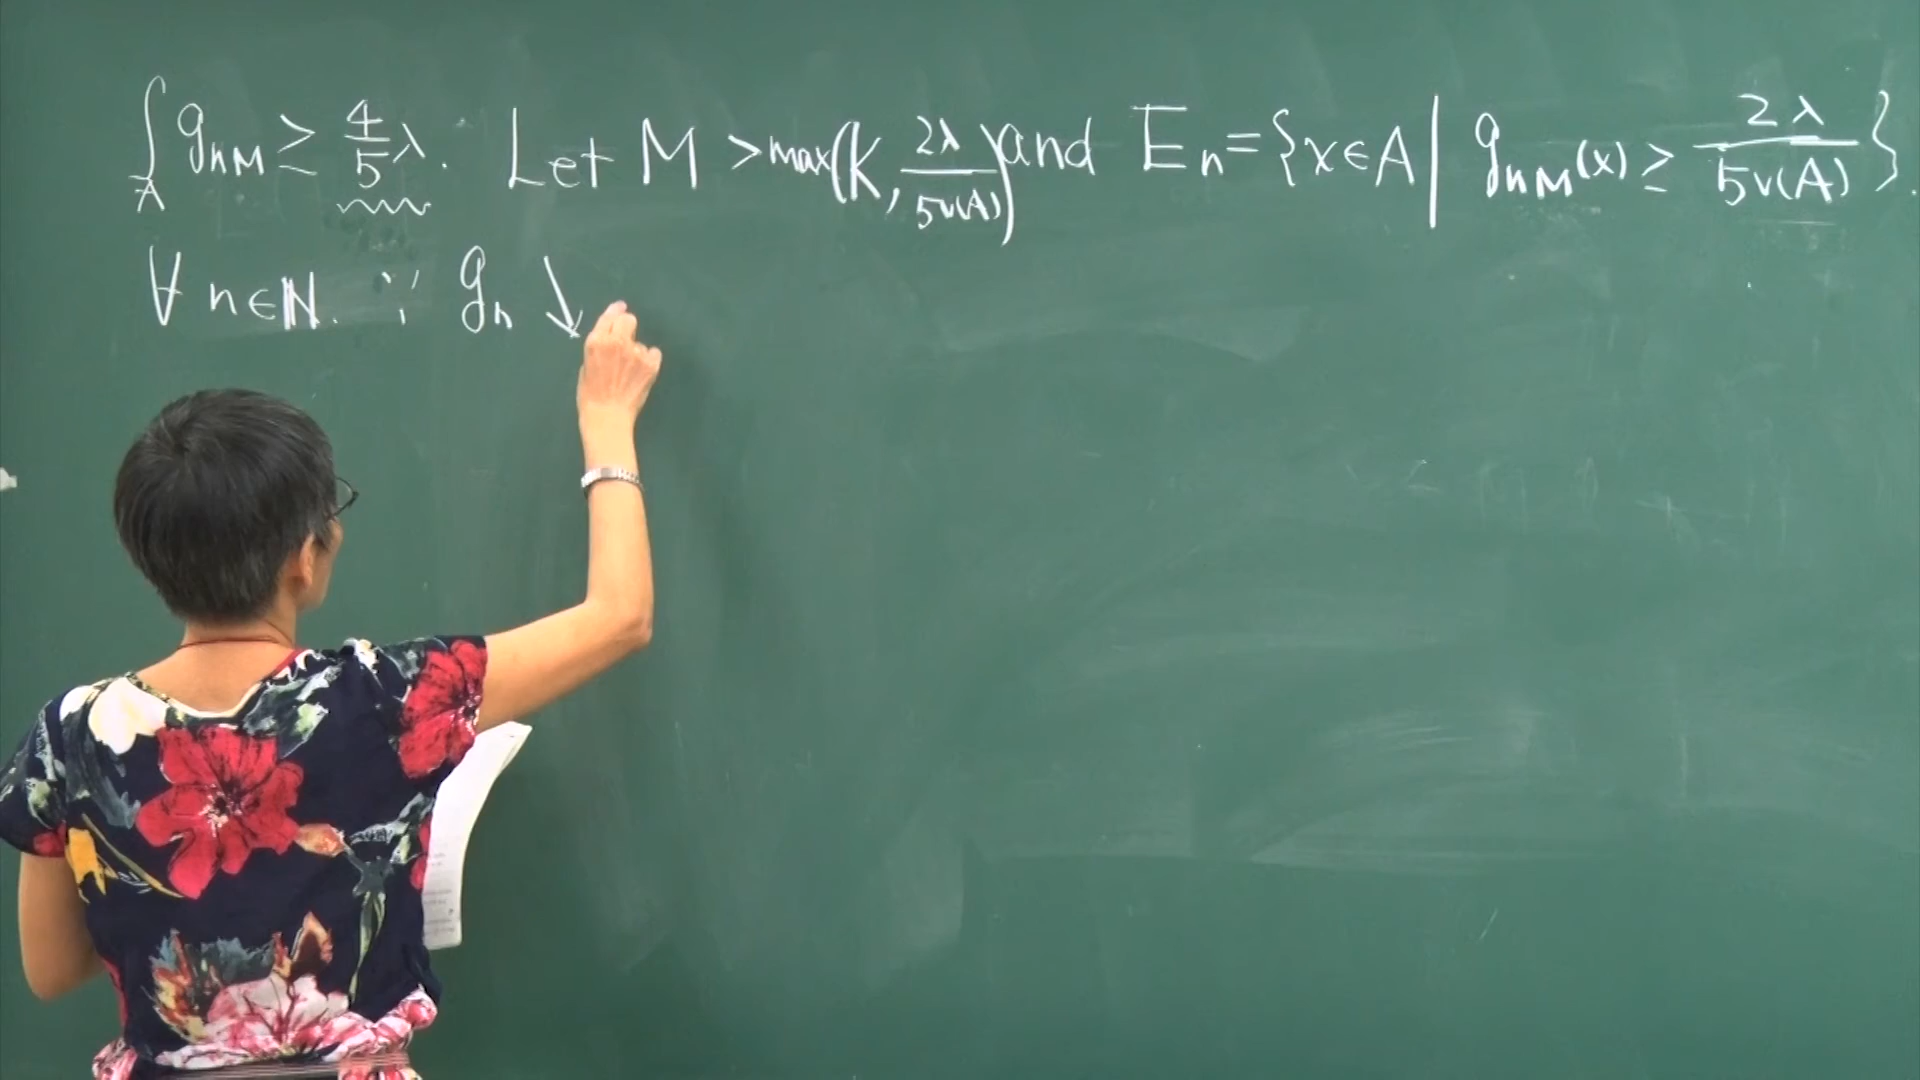 ∫_A g_{nM} ≥ 4/5 λ. Let M > max(K, 2λ/5v(A)) and E_n = {x∈A | g_{nM}(x) ≥ 2λ/5v(A)}.
∀ n∈ℕ. ∵ g_n ↘